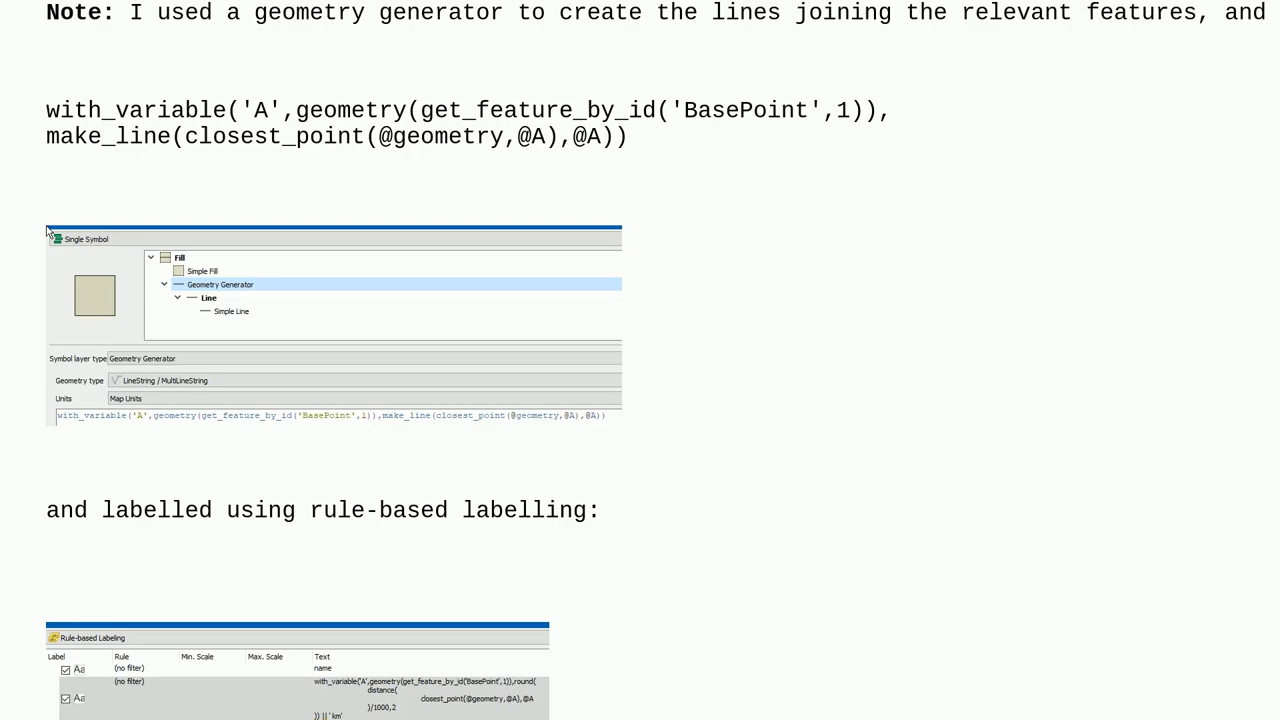 Note: I used a geometry generator to create the lines joining the relevant features, and
with_variable('A',geometry(get_feature_by_id('BasePoint',1)),
make_line(closest_point(@geometry,@A),@A))
Single Symbol
Fill
Simple Fill
Geometry Generator
Line
Simple Line
Symbol layer type Geometry Generator
Geometry type LineString / MultiLineString
Units Map Units
with_variable('A',geometry(get_feature_by_id('BasePoint',1)),make_line(closest_point(@geometry,@A),@A))
and labelled using rule-based labelling:
Rule-based Labeling
Label Rule Min. Scale Max. Scale Text
Aa (no filter) name
(no filter) with_variable('A',geometry(get_feature_by_id('BasePoint',1)),round(
distance(
Aa closest_point(@geometry,@A),@A
)/1000,2
)) || ' km'